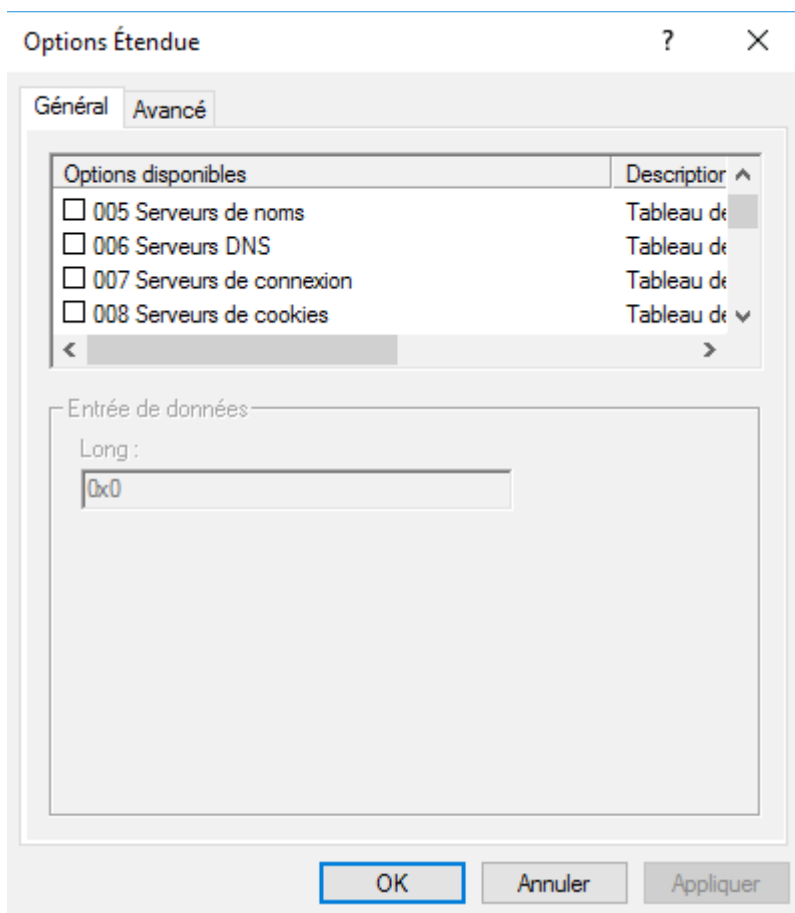 Options Étendue
Général Avancé
Options disponibles Description
005 Serveurs de noms Tableau de
006 Serveurs DNS Tableau de
007 Serveurs de connexion Tableau de
008 Serveurs de cookies Tableau de
Entrée de données
Long :
0x0
OK Annuler Appliquer